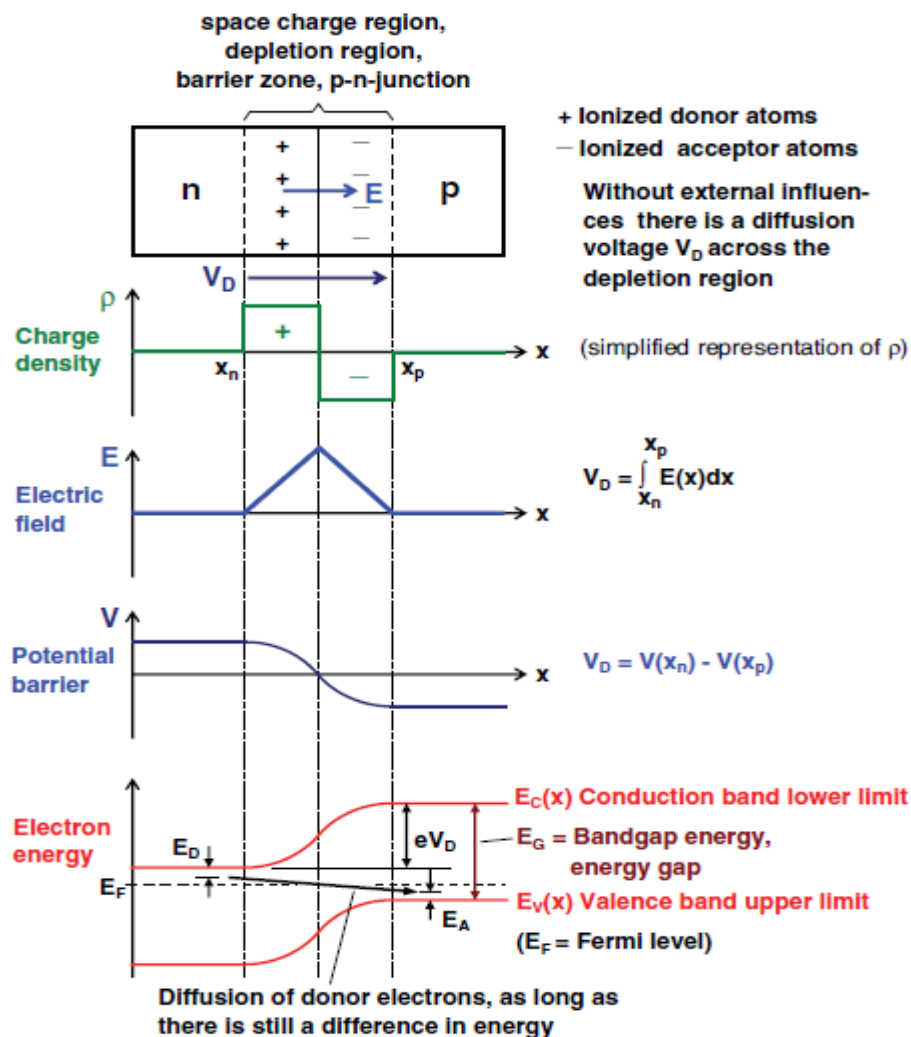 space charge region,
depletion region,
barrier zone, p-n-junction
+ Ionized donor atoms
— Ionized acceptor atoms
Without external influen-
ces there is a diffusion
voltage V_D across the
depletion region
n
+ —
+ —
E
+ —
+ —
p
V_D
ρ
Charge
density
+
—
x_n
x_p
x
(simplified representation of ρ)
E
Electric
field
x
V_D = ∫ E(x)dx
x_p
x_n
V
Potential
barrier
x
V_D = V(x_n) - V(x_p)
Electron
energy
E_D
E_F
eV_D
E_A
E_C(x) Conduction band lower limit
E_G = Bandgap energy,
energy gap
E_V(x) Valence band upper limit
(E_F = Fermi level)
Diffusion of donor electrons, as long as
there is still a difference in energy